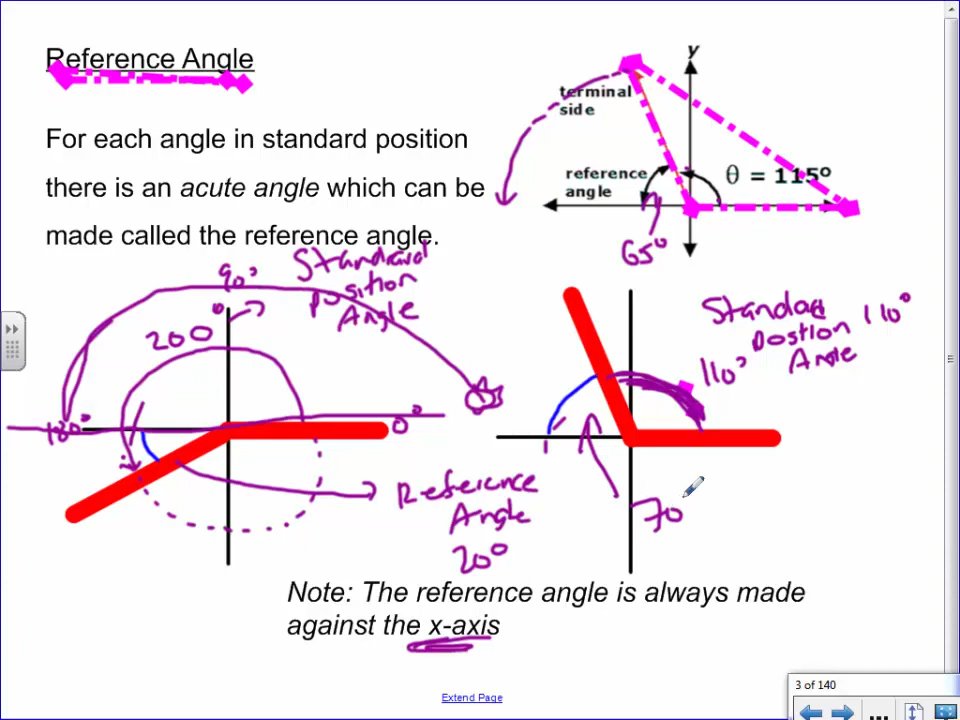 Reference Angle
For each angle in standard position
there is an acute angle which can be
made called the reference angle.
y
terminal
side
reference
angle
θ = 115º
65°
90°
Standard
Position
Angle
200°
180°
0°
Reference
Angle
20°
Standard
Postion 110°
Angle
110°
70
Note: The reference angle is always made
against the x-axis
Extend Page
3 of 140